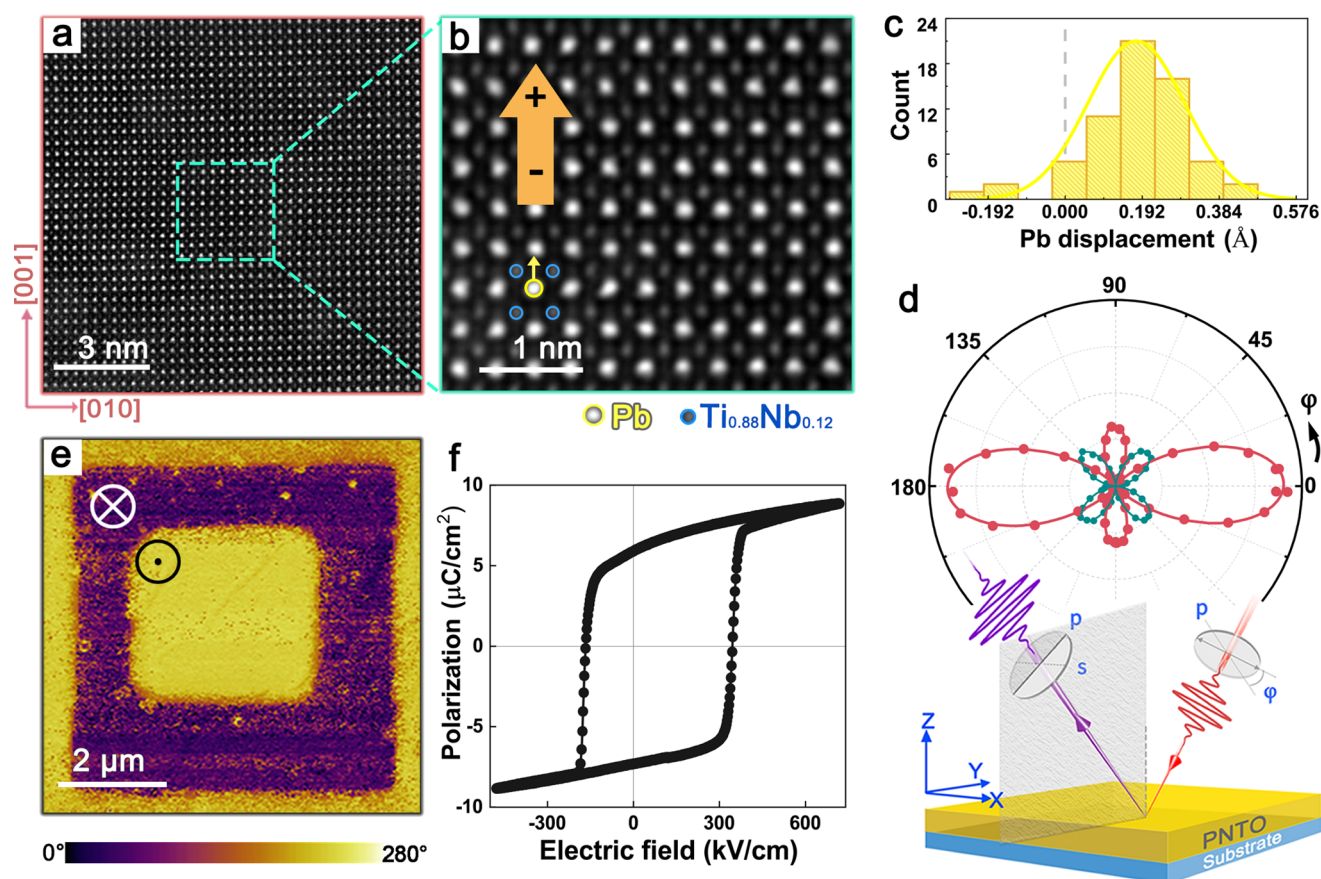 a
[001]
[010]
3 nm
b
+
-
1 nm
Pb
Ti0.88Nb0.12
c
Count
24
18
12
6
0
-0.192
0.000
0.192
0.384
0.576
Pb displacement (Å)
d
90
135
45
φ
180
0
p
s
p
φ
Z
Y
X
PNTO
Substrate
e
2 μm
0°
280°
f
Polarization (μC/cm²)
10
5
0
-5
-10
-300
0
300
600
Electric field (kV/cm)